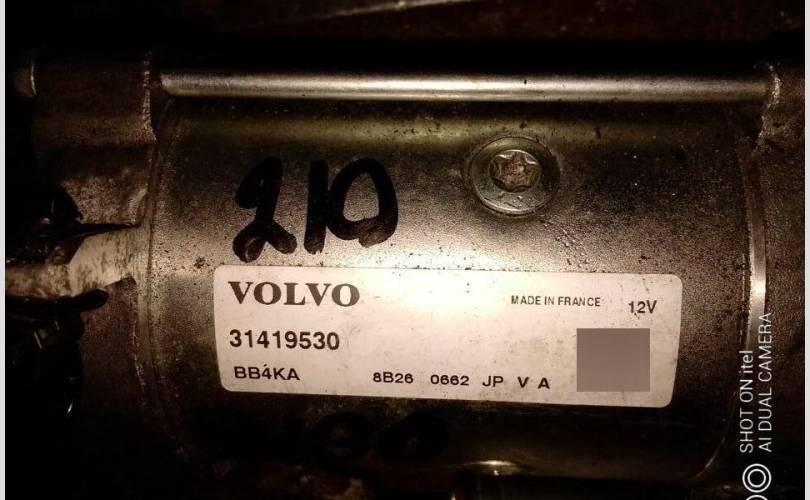 210
VOLVO
MADE IN FRANCE 12V
31419530
BB4KA 8B26 0662 JP V A
SHOT ON itel
AI DUAL CAMERA